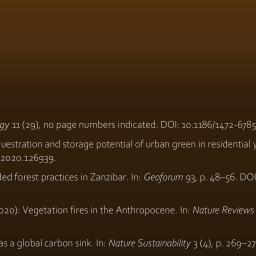 gy 11 (29), no page numbers indicated. DOI: 10.1186/1472-6785
uestration and storage potential of urban green in residential y
2020.126939.
ded forest practices in Zanzibar. In: Geoforum 93, p. 48–56. DOI
020): Vegetation fires in the Anthropocene. In: Nature Reviews
as a global carbon sink. In: Nature Sustainability 3 (4), p. 269–27